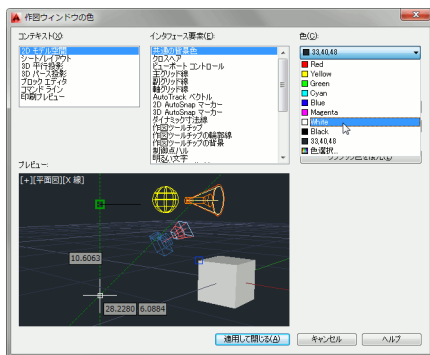 作図ウィンドウの色
コンテキスト(X)
インタフェース要素(E):
色(C):
2D モデル空間
シート/レイアウト
3D 平行投影
3D パース投影
ブロック エディタ
コマンド ライン
印刷プレビュー
共通の背景色
クロスヘア
ビューポート コントロール
主グリッド線
副グリッド線
軸グリッド線
AutoTrack ベクトル
2D AutoSnap マーカー
3D AutoSnap マーカー
ダイナミック寸法線
作図ツールチップ
作図ツールチップの輪郭線
作図ツールチップの背景
制御点ハル
明るい文字
33,40,48
Red
Yellow
Green
Cyan
Blue
Magenta
White
Black
33,40,48
色選択...
プレビュー:
[+][平面図][X 線]
10.6063
28.2280
6.0884
適用して閉じる(A)
キャンセル
ヘルプ